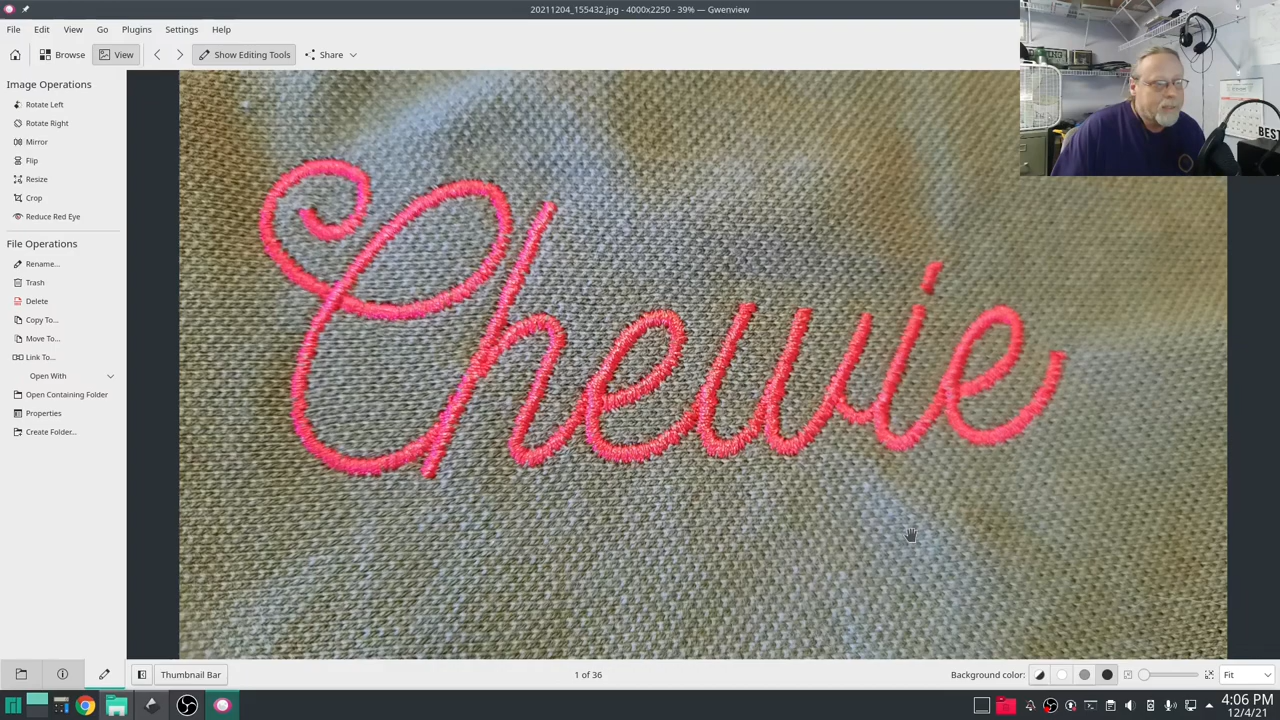 20211204_155432.jpg - 4000x2250 - 39% — Gwenview
File Edit View Go Plugins Settings Help
Browse View Show Editing Tools Share
Image Operations
Rotate Left
Rotate Right
Mirror
Flip
Resize
Crop
Reduce Red Eye
File Operations
Rename...
Trash
Delete
Copy To...
Move To...
Link To...
Open With
Open Containing Folder
Properties
Create Folder...
Chewie
BEST
Thumbnail Bar
1 of 36
Background color:
Fit
4:06 PM
12/4/21